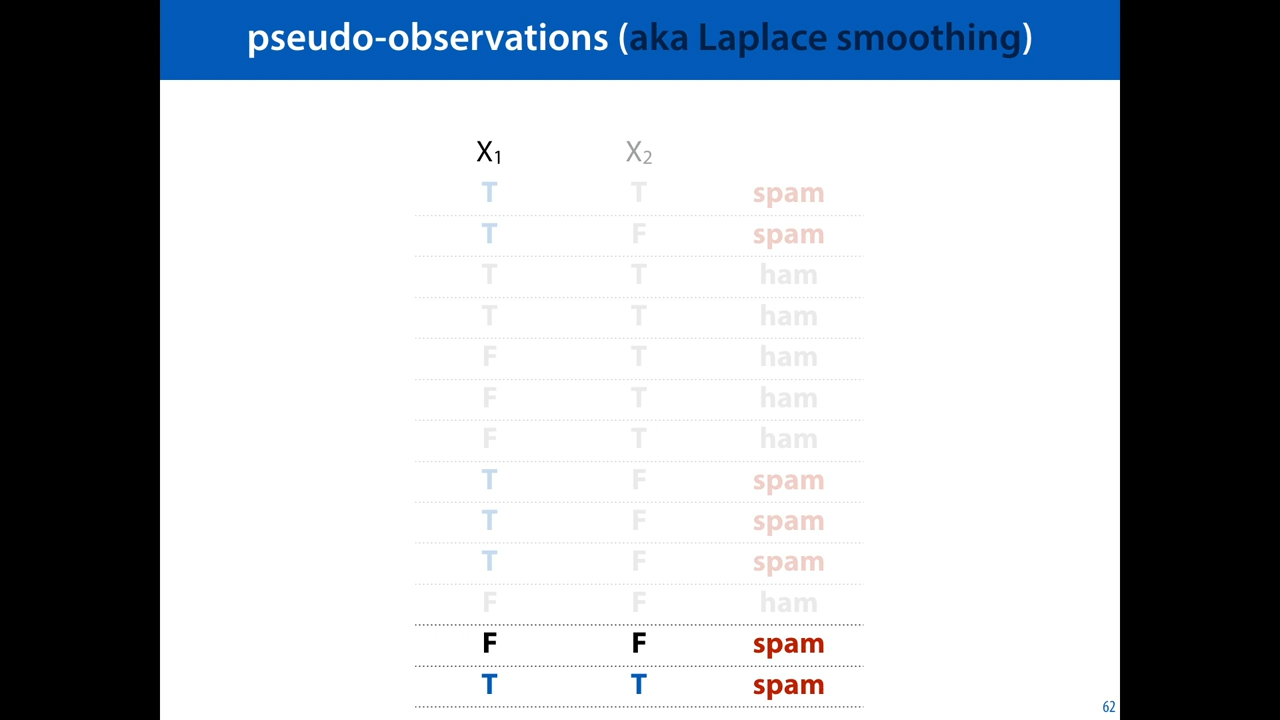 pseudo-observations (aka Laplace smoothing)
X₁ X₂
T T spam
T F spam
T T ham
T T ham
F T ham
F T ham
F T ham
T F spam
T F spam
T F spam
F F ham
F F spam
T T spam
62